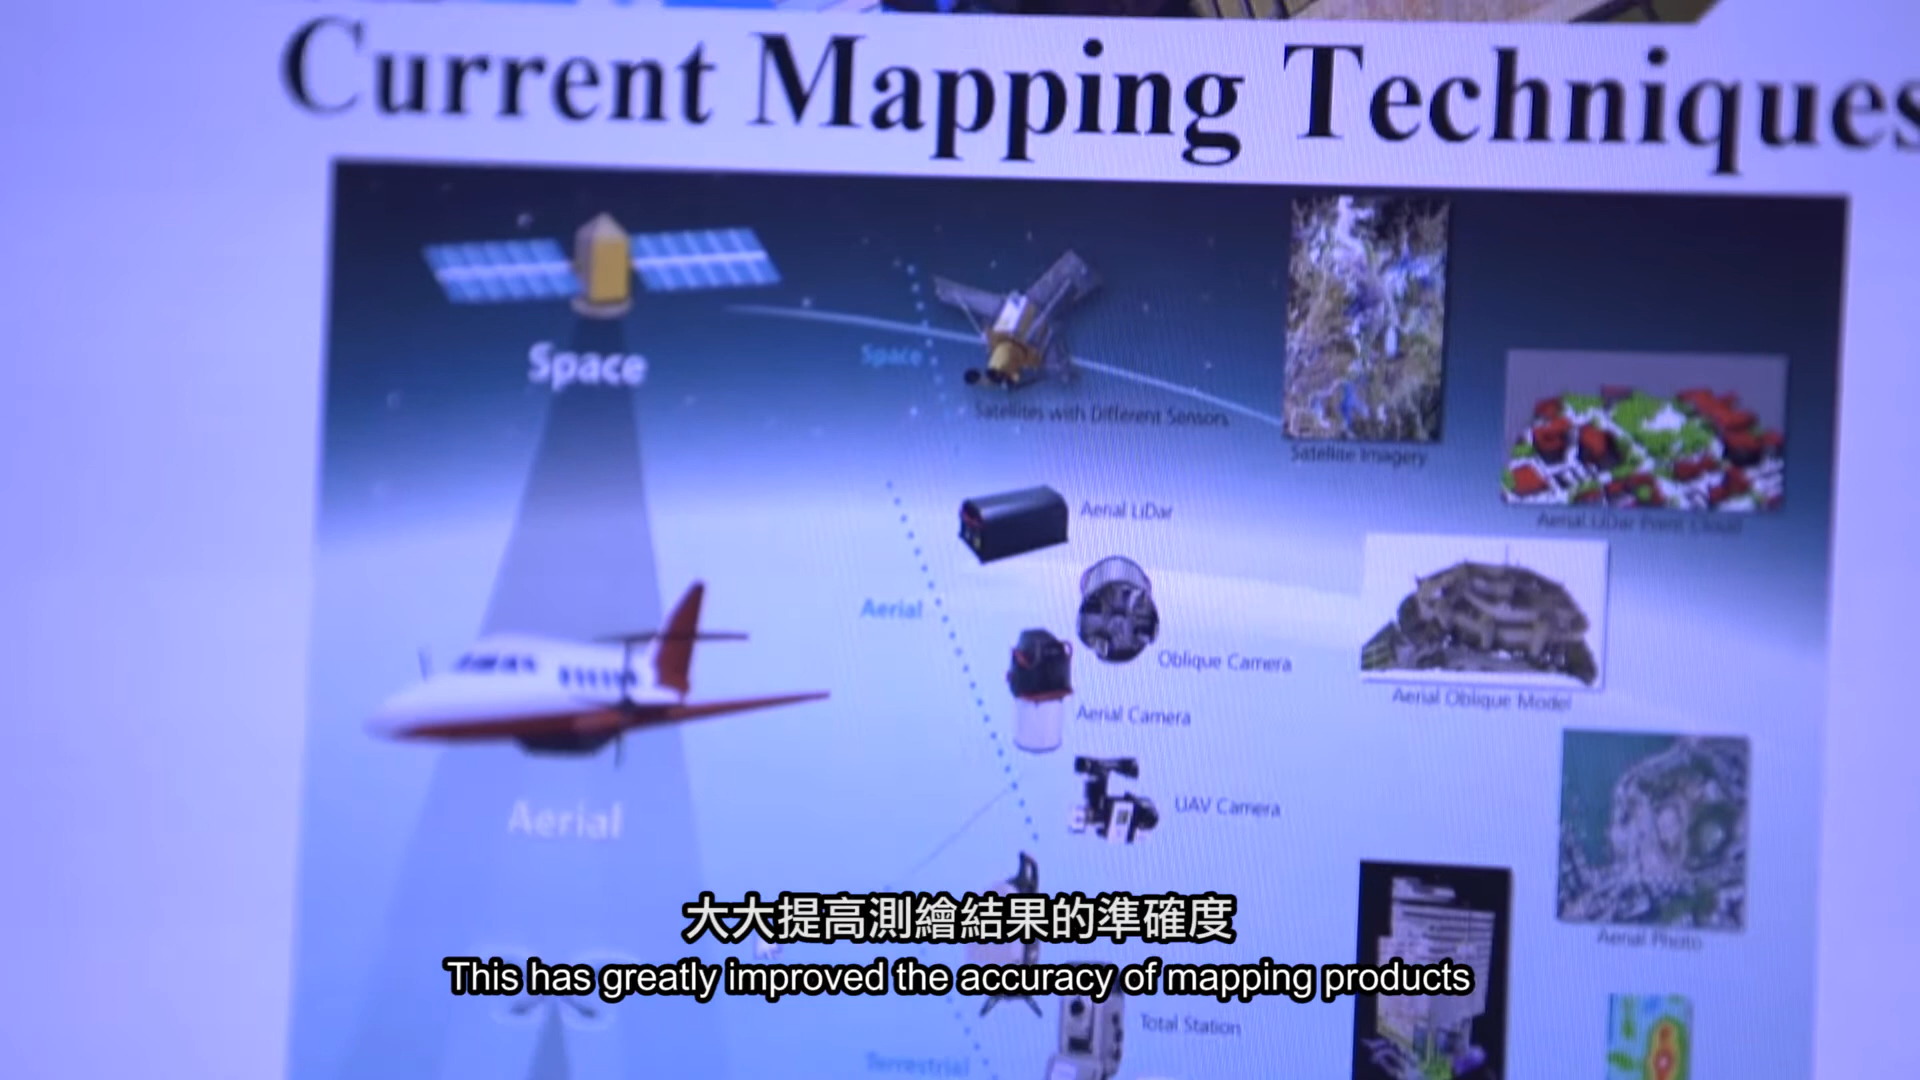 Current Mapping Techniques
Space
Space
Satellites with Different Sensors
Satellite Imagery
Aerial LiDar
Aerial LiDar Point Cloud
Aerial
Oblique Camera
Aerial Oblique Model
Aerial Camera
UAV Camera
Aerial
Aerial Photo
大大提高測繪結果的準確度
This has greatly improved the accuracy of mapping products
Total Station
Terrestrial